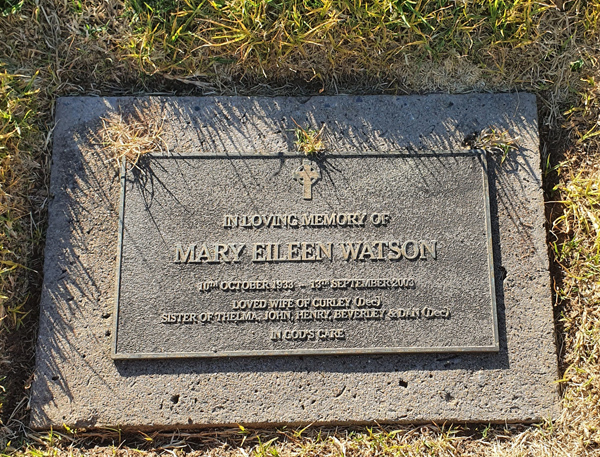 IN LOVING MEMORY OF
MARY EILEEN WATSON
10TH OCTOBER 1933 – 13TH SEPTEMBER 2003
LOVED WIFE OF CURLEY (Dec)
SISTER OF THELMA, JOHN, HENRY, BEVERLEY & DAN (Dec)
IN GOD'S CARE